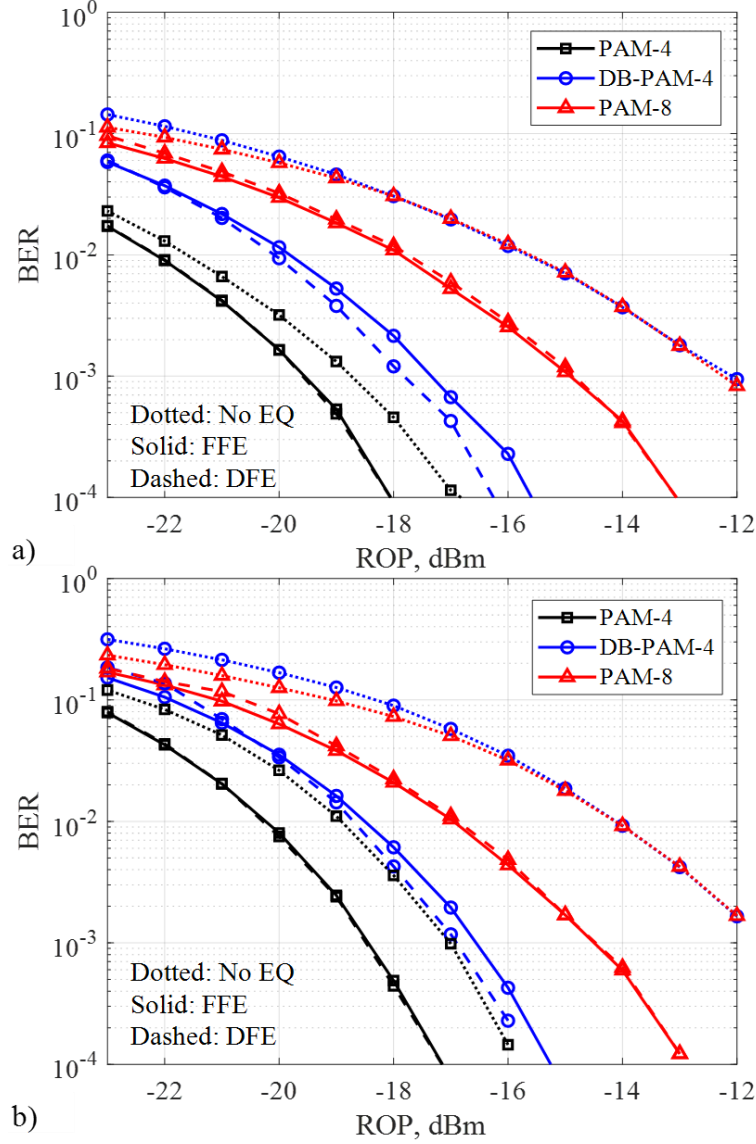 10^0
10^-1
10^-2
10^-3
10^-4
BER
PAM-4
DB-PAM-4
PAM-8
Dotted: No EQ
Solid: FFE
Dashed: DFE
-22 -20 -18 -16 -14 -12
ROP, dBm
a)
10^0
10^-1
10^-2
10^-3
10^-4
BER
PAM-4
DB-PAM-4
PAM-8
Dotted: No EQ
Solid: FFE
Dashed: DFE
-22 -20 -18 -16 -14 -12
ROP, dBm
b)